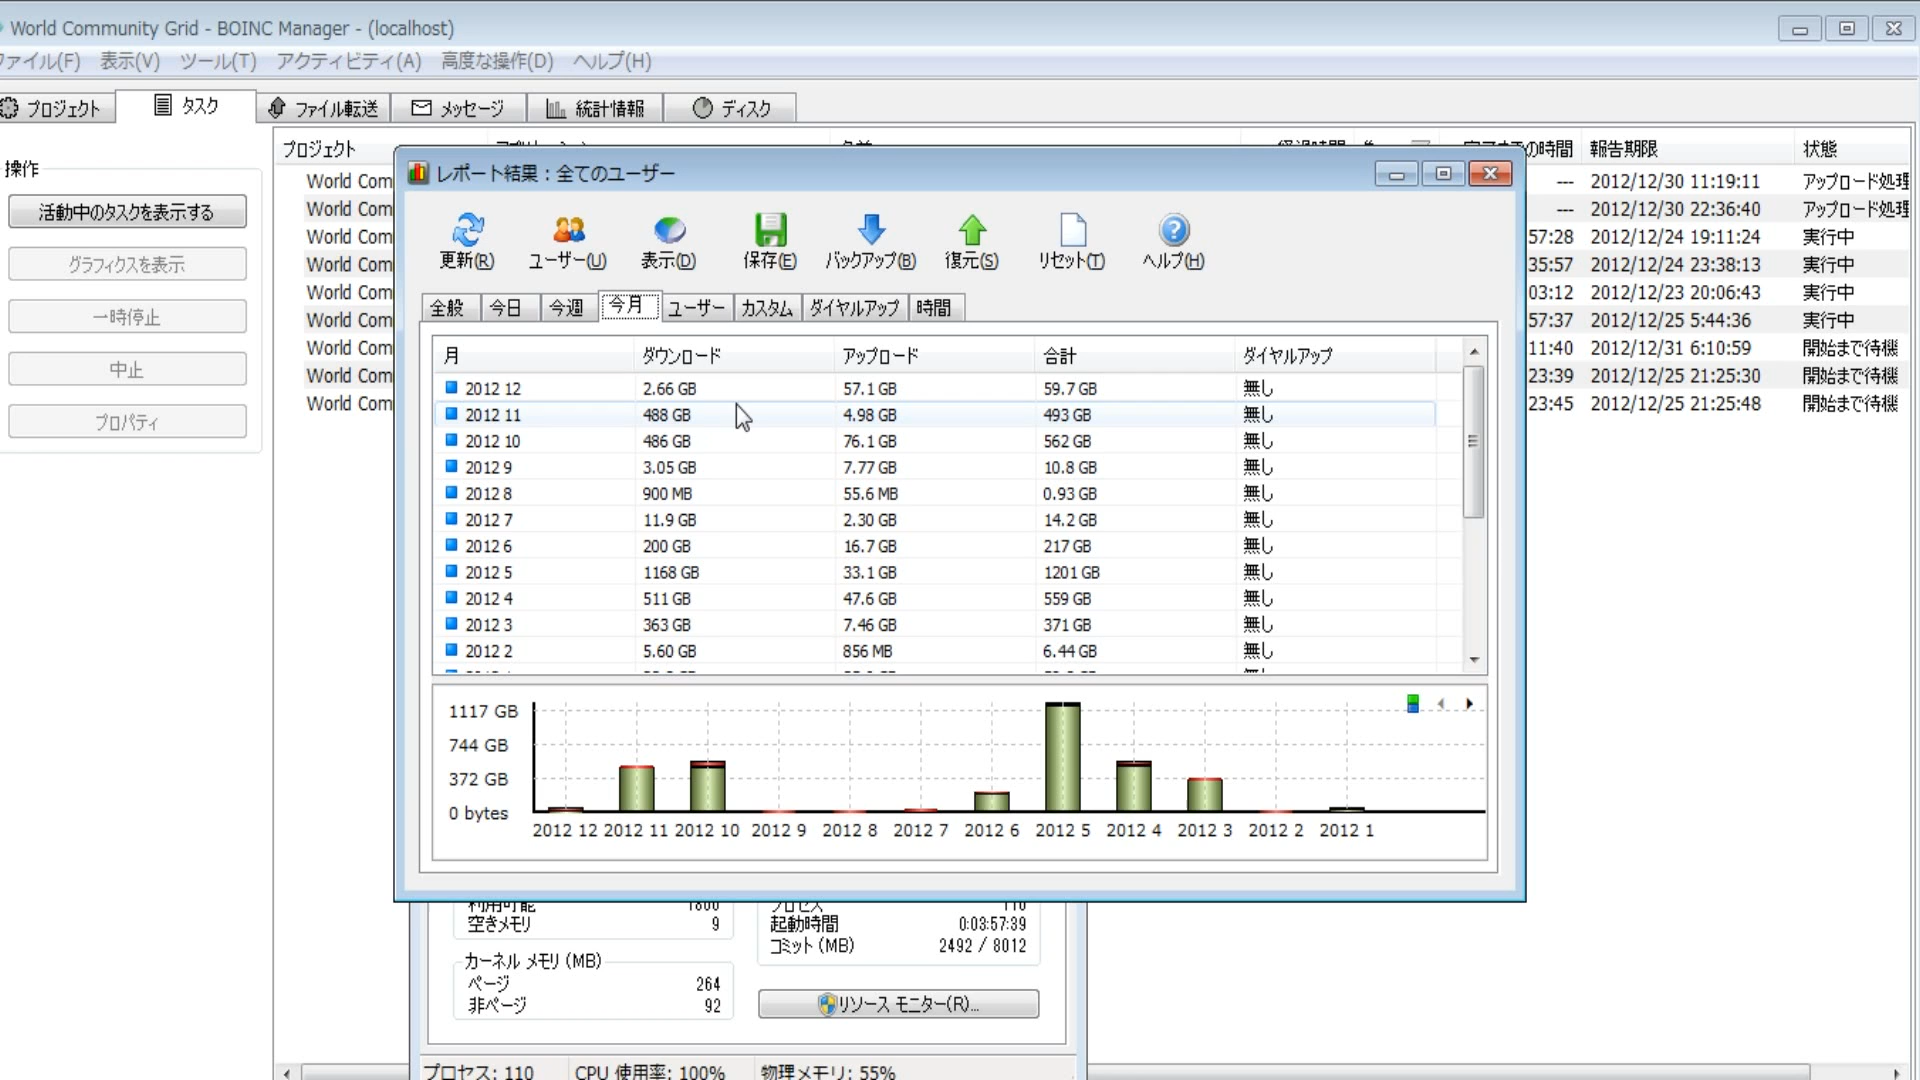 World Community Grid - BOINC Manager - (localhost)
ファイル(F) 表示(V) ツール(T) アクティビティ(A) 高度な操作(D) ヘルプ(H)
プロジェクト タスク ファイル転送 メッセージ 統計情報 ディスク
操作
活動中のタスクを表示する
グラフィクスを表示
一時停止
中止
プロパティ
プロジェクト の時間 報告期限 状態
World Com --- 2012/12/30 11:19:11 アップロード処理
World Com --- 2012/12/30 22:36:40 アップロード処理
World Com 57:28 2012/12/24 19:11:24 実行中
World Com 35:57 2012/12/24 23:38:13 実行中
World Com 03:12 2012/12/23 20:06:43 実行中
World Com 57:37 2012/12/25 5:44:36 実行中
World Com 11:40 2012/12/31 6:10:59 開始まで待機
World Com 23:39 2012/12/25 21:25:30 開始まで待機
World Com 23:45 2012/12/25 21:25:48 開始まで待機
レポート結果 : 全てのユーザー
更新(R) ユーザー(U) 表示(D) 保存(E) バックアップ(B) 復元(S) リセット(T) ヘルプ(H)
全般 今日 今週 今月 ユーザー カスタム ダイヤルアップ 時間
月 ダウンロード アップロード 合計 ダイヤルアップ
2012 12 2.66 GB 57.1 GB 59.7 GB 無し
2012 11 488 GB 4.98 GB 493 GB 無し
2012 10 486 GB 76.1 GB 562 GB 無し
2012 9 3.05 GB 7.77 GB 10.8 GB 無し
2012 8 900 MB 55.6 MB 0.93 GB 無し
2012 7 11.9 GB 2.30 GB 14.2 GB 無し
2012 6 200 GB 16.7 GB 217 GB 無し
2012 5 1168 GB 33.1 GB 1201 GB 無し
2012 4 511 GB 47.6 GB 559 GB 無し
2012 3 363 GB 7.46 GB 371 GB 無し
2012 2 5.60 GB 856 MB 6.44 GB 無し
1117 GB
744 GB
372 GB
0 bytes
2012 12 2012 11 2012 10 2012 9 2012 8 2012 7 2012 6 2012 5 2012 4 2012 3 2012 2 2012 1
利用可能 1800
空きメモリ 9
カーネル メモリ (MB)
ページ 264
非ページ 92
プロセス 110
起動時間 0:03:57:39
コミット (MB) 2492 / 8012
リソース モニター(R)...
プロセス: 110 CPU 使用率: 100% 物理メモリ: 55%